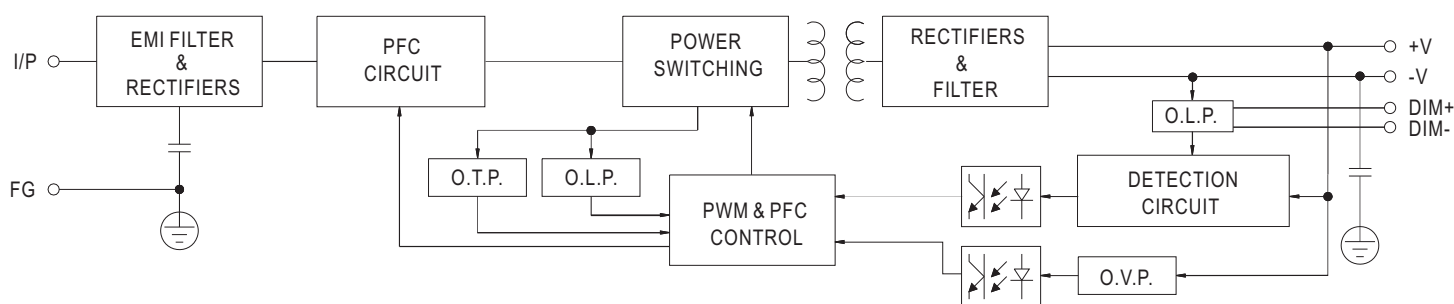 I/P
EMI FILTER
&
RECTIFIERS
PFC
CIRCUIT
POWER
SWITCHING
RECTIFIERS
&
FILTER
+V
-V
DIM+
DIM-
O.L.P.
FG
O.T.P.
O.L.P.
PWM & PFC
CONTROL
DETECTION
CIRCUIT
O.V.P.